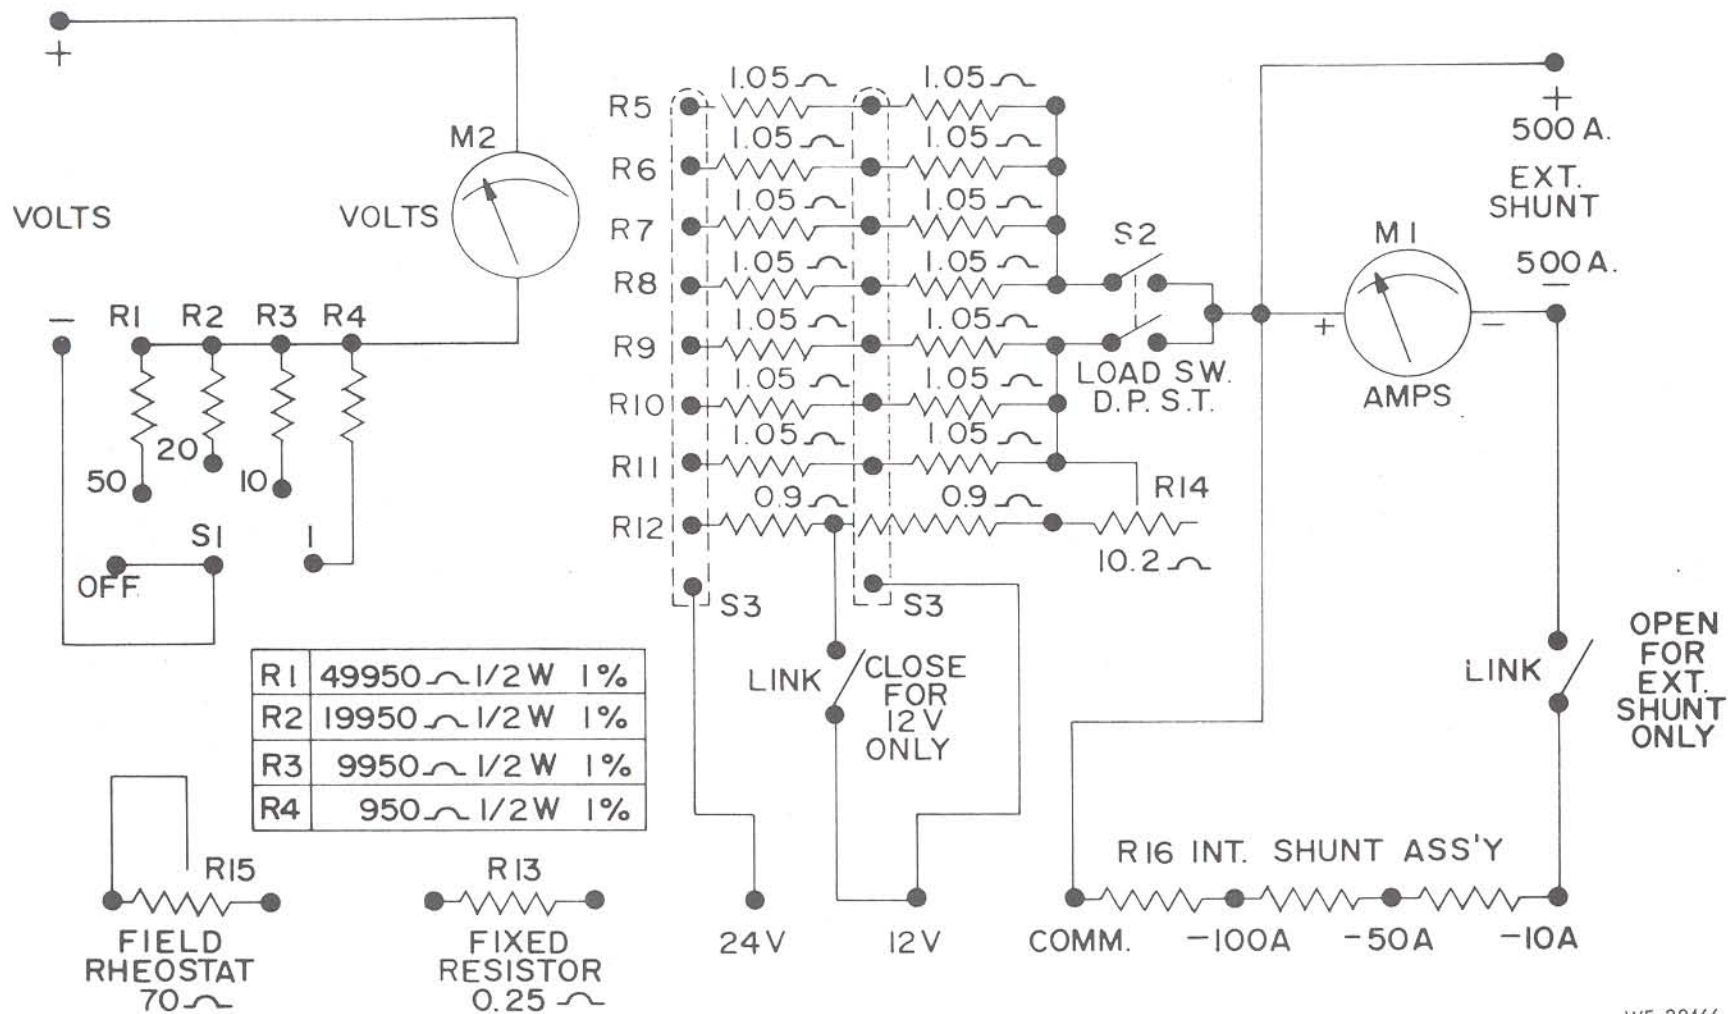 +
VOLTS
-
M2
VOLTS
R1 R2 R3 R4
50
20
10
1
S1
OFF
R5 1.05 1.05
R6 1.05 1.05
R7 1.05 1.05
R8 1.05 1.05
R9 1.05 1.05
R10 1.05 1.05
R11 1.05 1.05
R12 0.9 0.9
R14
10.2
S3
S3
S2
LOAD SW.
D.P.S.T.
M1
+ -
AMPS
+
500 A.
EXT.
SHUNT
500A.
-
LINK
CLOSE
FOR
12V
ONLY
LINK
OPEN
FOR
EXT.
SHUNT
ONLY
R1 49950 1/2 W 1%
R2 19950 1/2 W 1%
R3 9950 1/2 W 1%
R4 950 1/2 W 1%
R15
FIELD
RHEOSTAT
70
R13
FIXED
RESISTOR
0.25
24V
12V
R16 INT. SHUNT ASS'Y
COMM. -100A -50A -10A